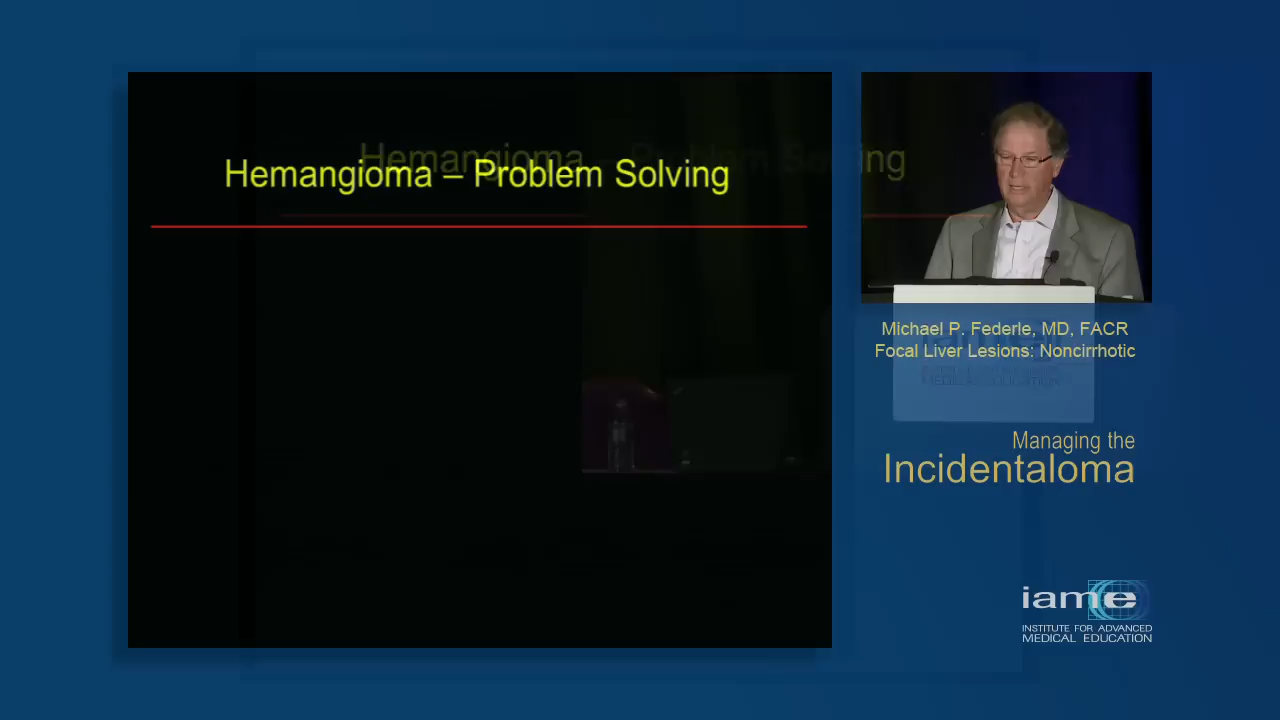 Hemangioma – Problem Solving
Michael P. Federle, MD, FACR
Focal Liver Lesions: Noncirrhotic
Managing the
Incidentaloma
iame
INSTITUTE FOR ADVANCED
MEDICAL EDUCATION